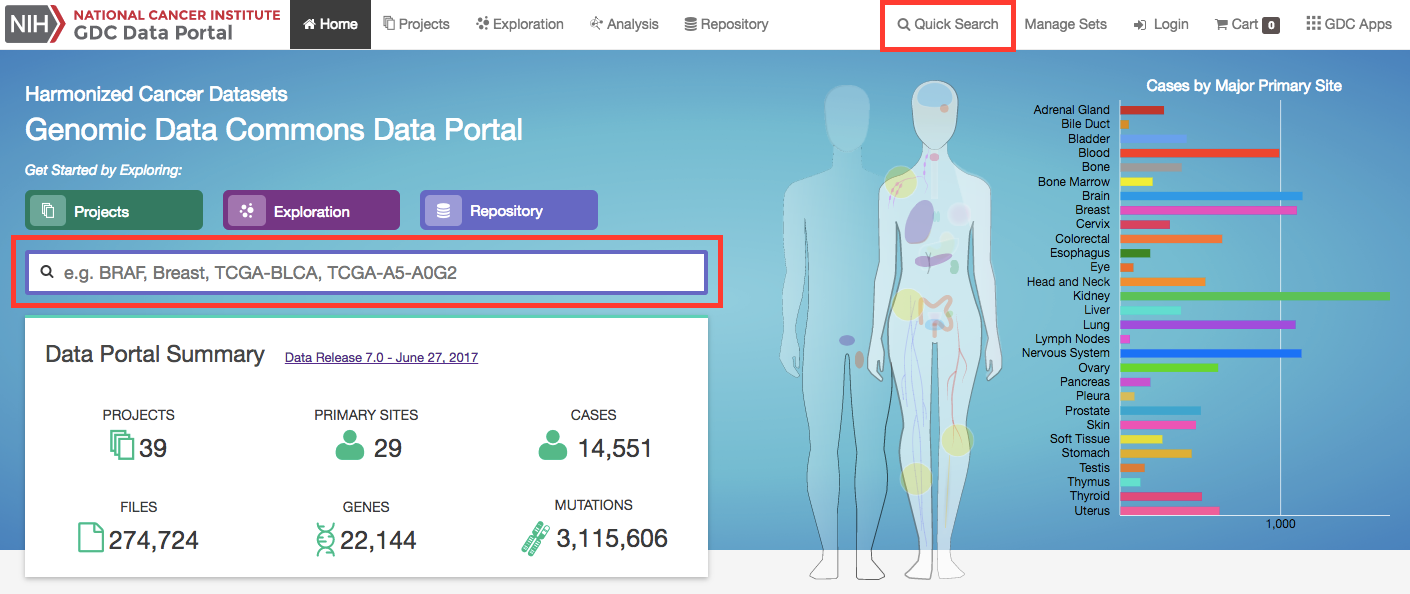 NIH NATIONAL CANCER INSTITUTE
GDC Data Portal
Home
Projects
Exploration
Analysis
Repository
Quick Search
Manage Sets
Login
Cart 0
GDC Apps
Harmonized Cancer Datasets
Genomic Data Commons Data Portal
Get Started by Exploring:
Projects
Exploration
Repository
e.g. BRAF, Breast, TCGA-BLCA, TCGA-A5-A0G2
Data Portal Summary
Data Release 7.0 - June 27, 2017
PROJECTS
39
PRIMARY SITES
29
CASES
14,551
FILES
274,724
GENES
22,144
MUTATIONS
3,115,606
Cases by Major Primary Site
Adrenal Gland
Bile Duct
Bladder
Blood
Bone
Bone Marrow
Brain
Breast
Cervix
Colorectal
Esophagus
Eye
Head and Neck
Kidney
Liver
Lung
Lymph Nodes
Nervous System
Ovary
Pancreas
Pleura
Prostate
Skin
Soft Tissue
Stomach
Testis
Thymus
Thyroid
Uterus
1,000